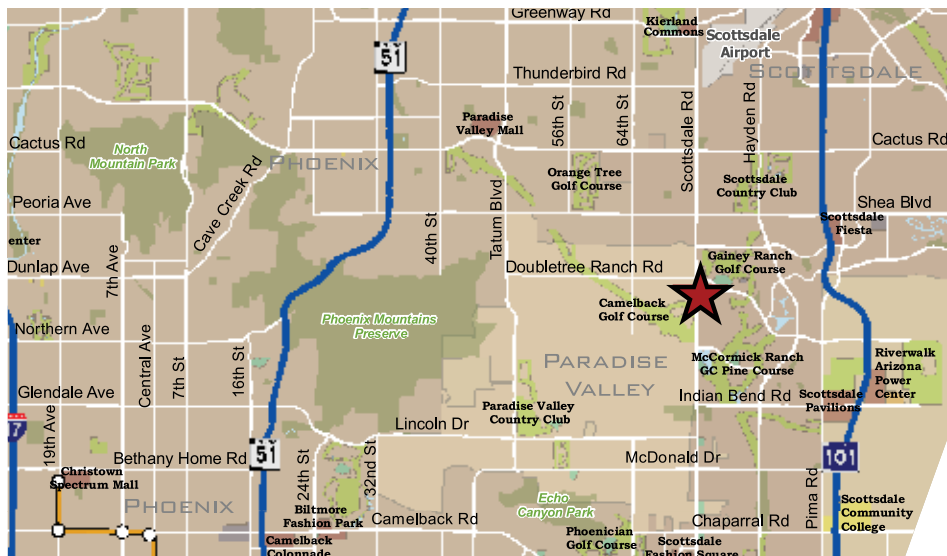 Greenway Rd
Kierland
Commons
Scottsdale
Airport
51
Thunderbird Rd
SCOTTSDALE
56th St
64th St
Scottsdale Rd
Hayden Rd
Paradise
Valley Mall
Cactus Rd
Cactus Rd
North
Mountain Park
PHOENIX
Cave Creek Rd
Orange Tree
Golf Course
Scottsdale
Country Club
Peoria Ave
Shea Blvd
Scottsdale
Fiesta
40th St
Tatum Blvd
enter
7th Ave
Dunlap Ave
Doubletree Ranch Rd
Gainey Ranch
Golf Course
Camelback
Golf Course
Northern Ave
Phoenix Mountains
Preserve
Central Ave
7th St
16th St
PARADISE
VALLEY
McCormick Ranch
GC Pine Course
Riverwalk
Arizona
Power
Center
Glendale Ave
Indian Bend Rd
Scottsdale
Pavilions
Paradise Valley
Country Club
Lincoln Dr
7
19th Ave
51
Bethany Home Rd
24th St
32nd St
McDonald Dr
101
Christown
Spectrum Mall
Pima Rd
PHOENIX
Biltmore
Fashion Park
Camelback Rd
Echo
Canyon Park
Chaparral Rd
Scottsdale
Community
College
Camelback
Colonnade
Phoenician
Golf Course
Scottsdale
Fashion Square